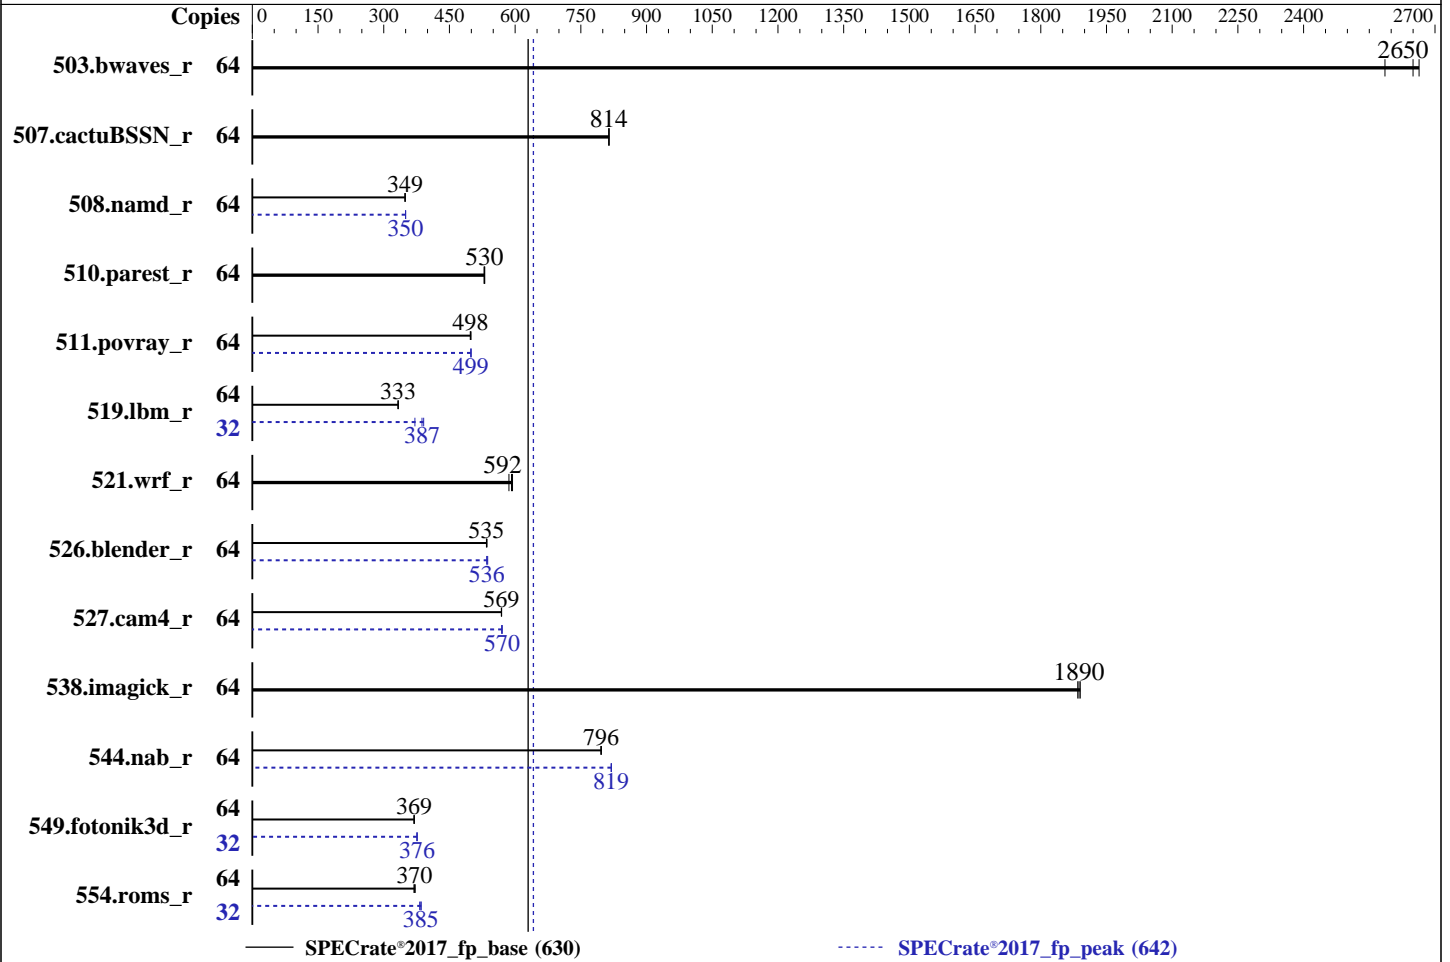 Copies 0 150 300 450 600 750 900 1050 1200 1350 1500 1650 1800 1950 2100 2250 2400 2700
503.bwaves_r 64 2650
507.cactuBSSN_r 64 814
508.namd_r 64 349
350
510.parest_r 64 530
511.povray_r 64 498
499
519.lbm_r 64 333
32 387
521.wrf_r 64 592
526.blender_r 64 535
536
527.cam4_r 64 569
570
538.imagick_r 64 1890
544.nab_r 64 796
819
549.fotonik3d_r 64 369
32 376
554.roms_r 64 370
32 385
SPECrate®2017_fp_base (630) SPECrate®2017_fp_peak (642)